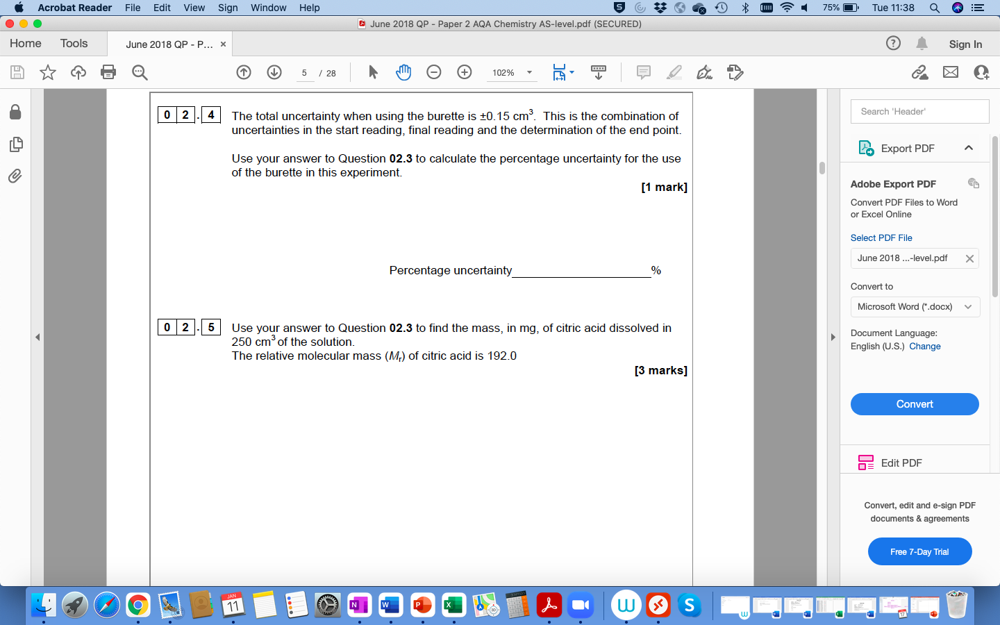 Acrobat Reader File Edit View Sign Window Help 75% Tue 11:38
June 2018 QP - Paper 2 AQA Chemistry AS-level.pdf (SECURED)
Home Tools June 2018 QP - P... × Sign In
5 / 28 102%
0 2 . 4 The total uncertainty when using the burette is ±0.15 cm³. This is the combination of
uncertainties in the start reading, final reading and the determination of the end point.
Use your answer to Question 02.3 to calculate the percentage uncertainty for the use
of the burette in this experiment.
[1 mark]
Percentage uncertainty____________________%
0 2 . 5 Use your answer to Question 02.3 to find the mass, in mg, of citric acid dissolved in
250 cm³ of the solution.
The relative molecular mass (Mr) of citric acid is 192.0
[3 marks]
Search 'Header'
Export PDF
Adobe Export PDF
Convert PDF Files to Word
or Excel Online
Select PDF File
June 2018 ...-level.pdf
Convert to
Microsoft Word (*.docx)
Document Language:
English (U.S.) Change
Convert
Edit PDF
Convert, edit and e-sign PDF
documents & agreements
Free 7-Day Trial
JAN
11
17